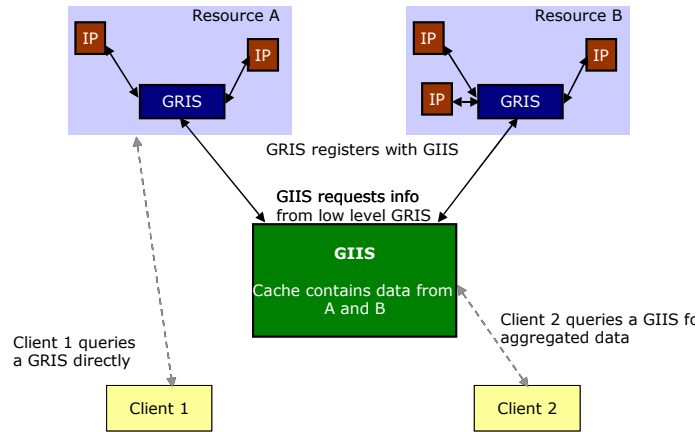 Resource A
Resource B
IP
IP
IP
IP
IP
GRIS
GRIS
GRIS registers with GIIS
GIIS requests info
from low level GRIS
GIIS
Cache contains data from
A and B
Client 1 queries
a GRIS directly
Client 2 queries a GIIS fo
aggregated data
Client 1
Client 2